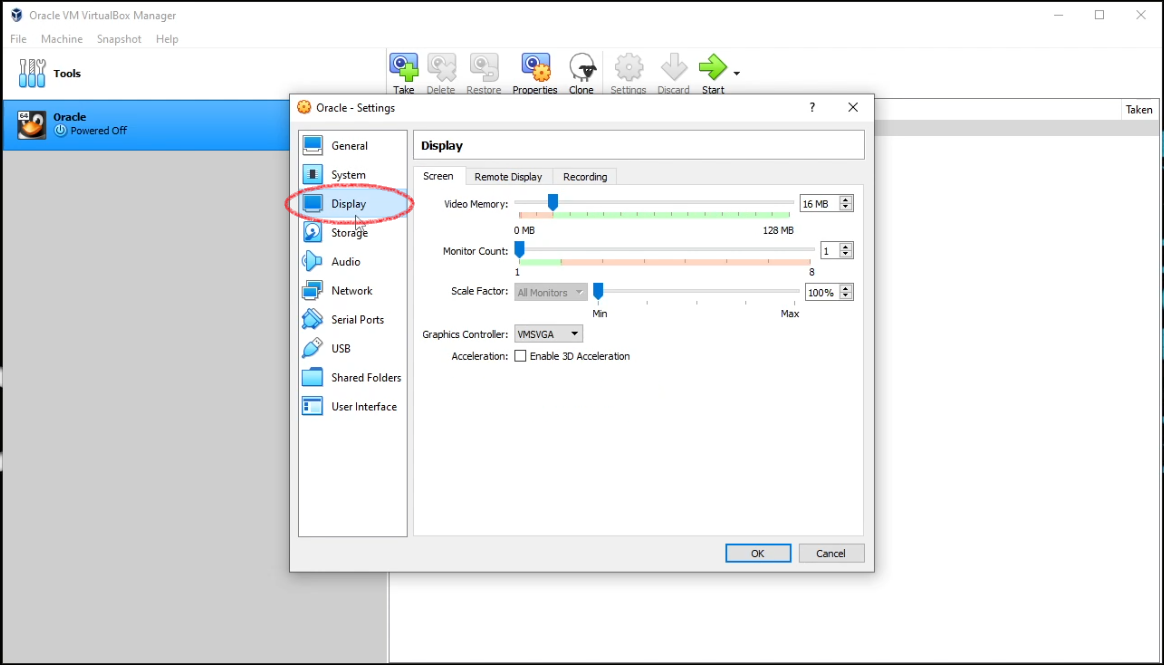 Oracle VM VirtualBox Manager
File Machine Snapshot Help
Tools
Take Delete Restore Properties Clone Settings Discard Start
64
Oracle
Powered Off
Taken
Oracle - Settings ?
General
System
Display
Storage
Audio
Network
Serial Ports
USB
Shared Folders
User Interface
Display
Screen Remote Display Recording
Video Memory: 16 MB
0 MB 128 MB
Monitor Count: 1
1 8
Scale Factor: All Monitors 100%
Min Max
Graphics Controller: VMSVGA
Acceleration: Enable 3D Acceleration
OK Cancel